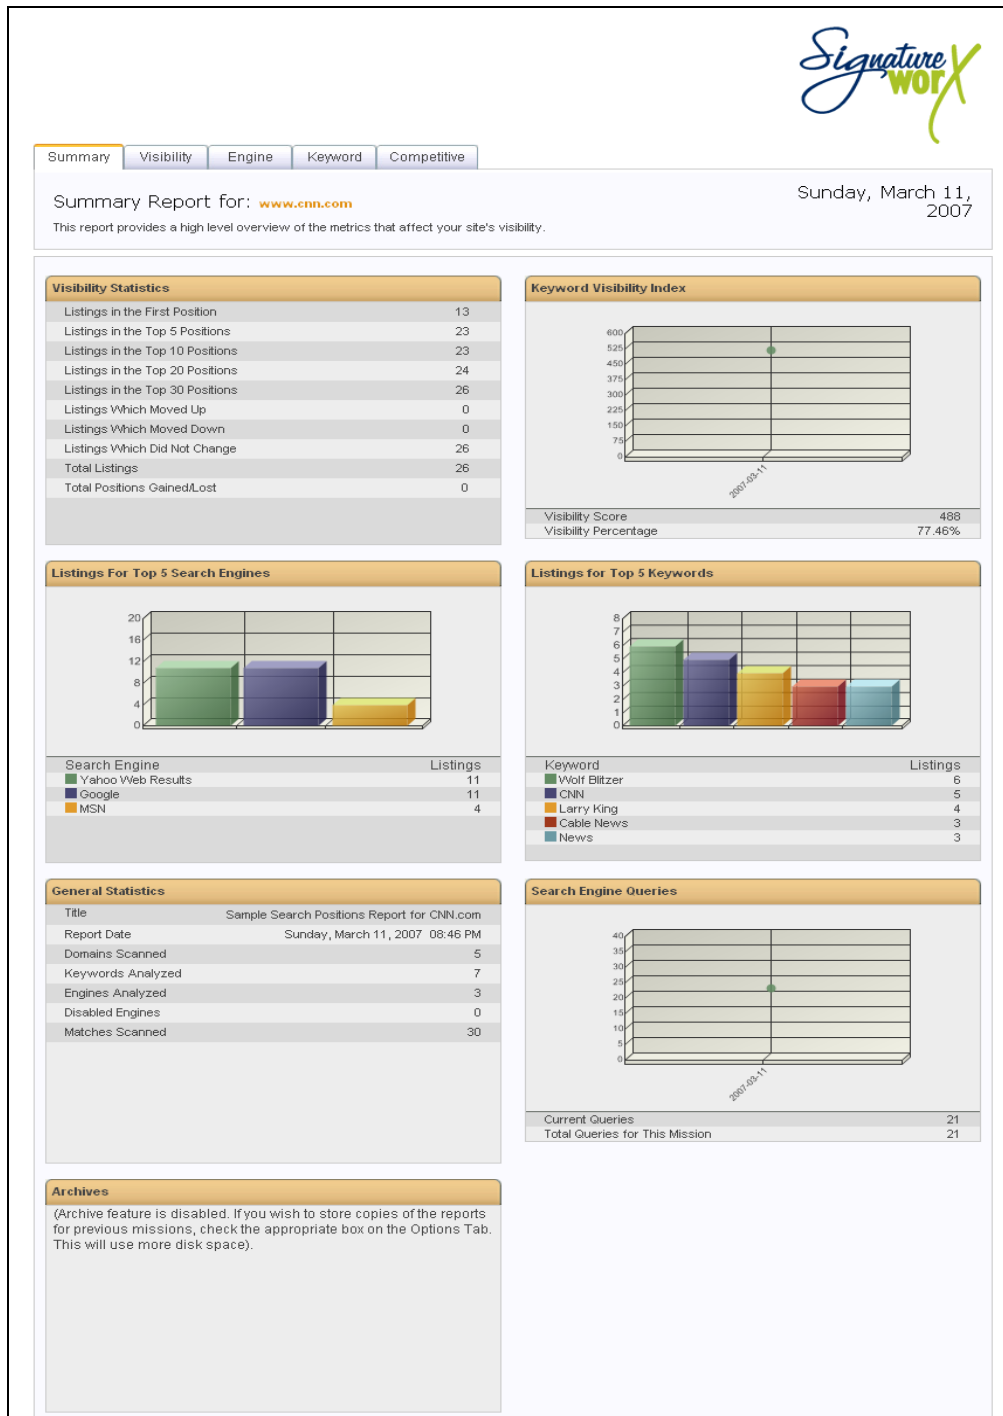 Signature
worX
Summary Visibility Engine Keyword Competitive
Summary Report for: www.cnn.com
Sunday, March 11,
2007
This report provides a high level overview of the metrics that affect your site's visibility.
Visibility Statistics
Listings in the First Position 13
Listings in the Top 5 Positions 23
Listings in the Top 10 Positions 23
Listings in the Top 20 Positions 24
Listings in the Top 30 Positions 26
Listings Which Moved Up 0
Listings Which Moved Down 0
Listings Which Did Not Change 26
Total Listings 26
Total Positions Gained/Lost 0
Keyword Visibility Index
600
525
450
375
300
225
150
75
0
2007-03-11
Visibility Score 488
Visibility Percentage 77.46%
Listings For Top 5 Search Engines
20
16
12
8
4
0
Search Engine Listings
Yahoo Web Results 11
Google 11
MSN 4
Listings for Top 5 Keywords
8
7
6
5
4
3
2
1
0
Keyword Listings
Wolf Blitzer 6
CNN 5
Larry King 4
Cable News 3
News 3
General Statistics
Title Sample Search Positions Report for CNN.com
Report Date Sunday, March 11, 2007 08:46 PM
Domains Scanned 5
Keywords Analyzed 7
Engines Analyzed 3
Disabled Engines 0
Matches Scanned 30
Search Engine Queries
40
35
30
25
20
15
10
5
0
2007-03-11
Current Queries 21
Total Queries for This Mission 21
Archives
(Archive feature is disabled. If you wish to store copies of the reports
for previous missions, check the appropriate box on the Options Tab.
This will use more disk space).